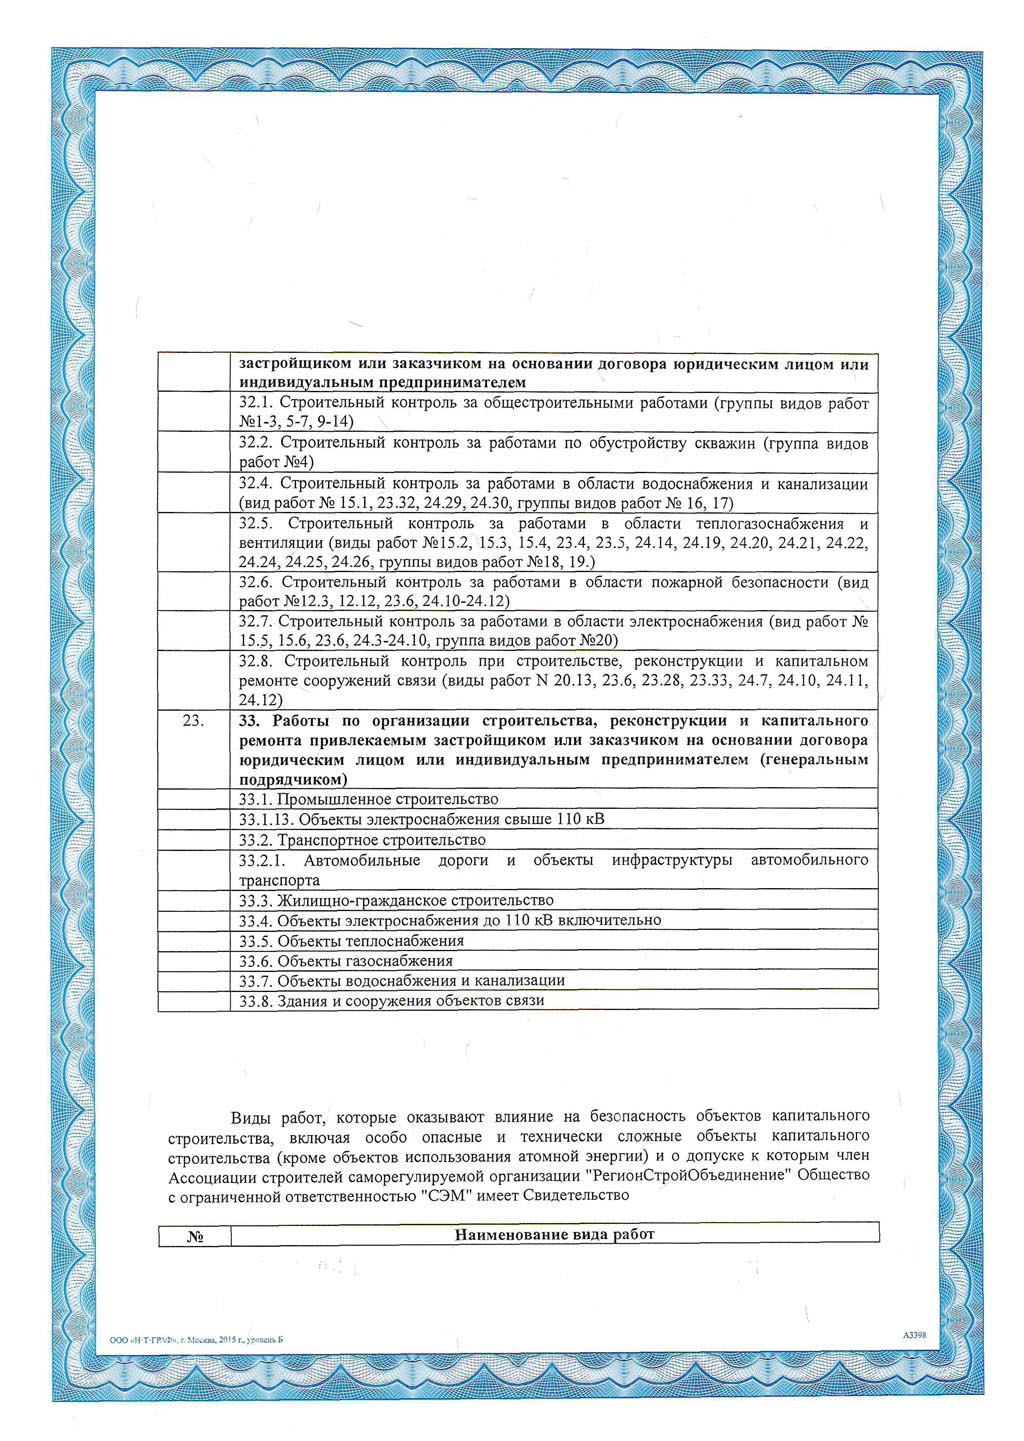 застройщиком или заказчиком на основании договора юридическим лицом или
индивидуальным предпринимателем
32.1. Строительный контроль за общестроительными работами (группы видов работ
№1-3, 5-7, 9-14)
32.2. Строительный контроль за работами по обустройству скважин (группа видов
работ №4)
32.4. Строительный контроль за работами в области водоснабжения и канализации
(вид работ № 15.1, 23.32, 24.29, 24.30, группы видов работ № 16, 17)
32.5. Строительный контроль за работами в области теплогазоснабжения и
вентиляции (виды работ №15.2, 15.3, 15.4, 23.4, 23.5, 24.14, 24.19, 24.20, 24.21, 24.22,
24.24, 24.25, 24.26, группы видов работ №18, 19.)
32.6. Строительный контроль за работами в области пожарной безопасности (вид
работ №12.3, 12.12, 23.6, 24.10-24.12)
32.7. Строительный контроль за работами в области электроснабжения (вид работ №
15.5, 15.6, 23.6, 24.3-24.10, группа видов работ №20)
32.8. Строительный контроль при строительстве, реконструкции и капитальном
ремонте сооружений связи (виды работ N 20.13, 23.6, 23.28, 23.33, 24.7, 24.10, 24.11,
24.12)
23. 33. Работы по организации строительства, реконструкции и капитального
ремонта привлекаемым застройщиком или заказчиком на основании договора
юридическим лицом или индивидуальным предпринимателем (генеральным
подрядчиком)
33.1. Промышленное строительство
33.1.13. Объекты электроснабжения свыше 110 кВ
33.2. Транспортное строительство
33.2.1. Автомобильные дороги и объекты инфраструктуры автомобильного
транспорта
33.3. Жилищно-гражданское строительство
33.4. Объекты электроснабжения до 110 кВ включительно
33.5. Объекты теплоснабжения
33.6. Объекты газоснабжения
33.7. Объекты водоснабжения и канализации
33.8. Здания и сооружения объектов связи
Виды работ, которые оказывают влияние на безопасность объектов капитального
строительства, включая особо опасные и технически сложные объекты капитального
строительства (кроме объектов использования атомной энергии) и о допуске к которым член
Ассоциации строителей саморегулируемой организации "РегионСтройОбъединение" Общество
с ограниченной ответственностью "СЭМ" имеет Свидетельство
№ Наименование вида работ
ООО «Н-Т-ГРАФ», г. Москва, 2015 г., уровень Б
А3398